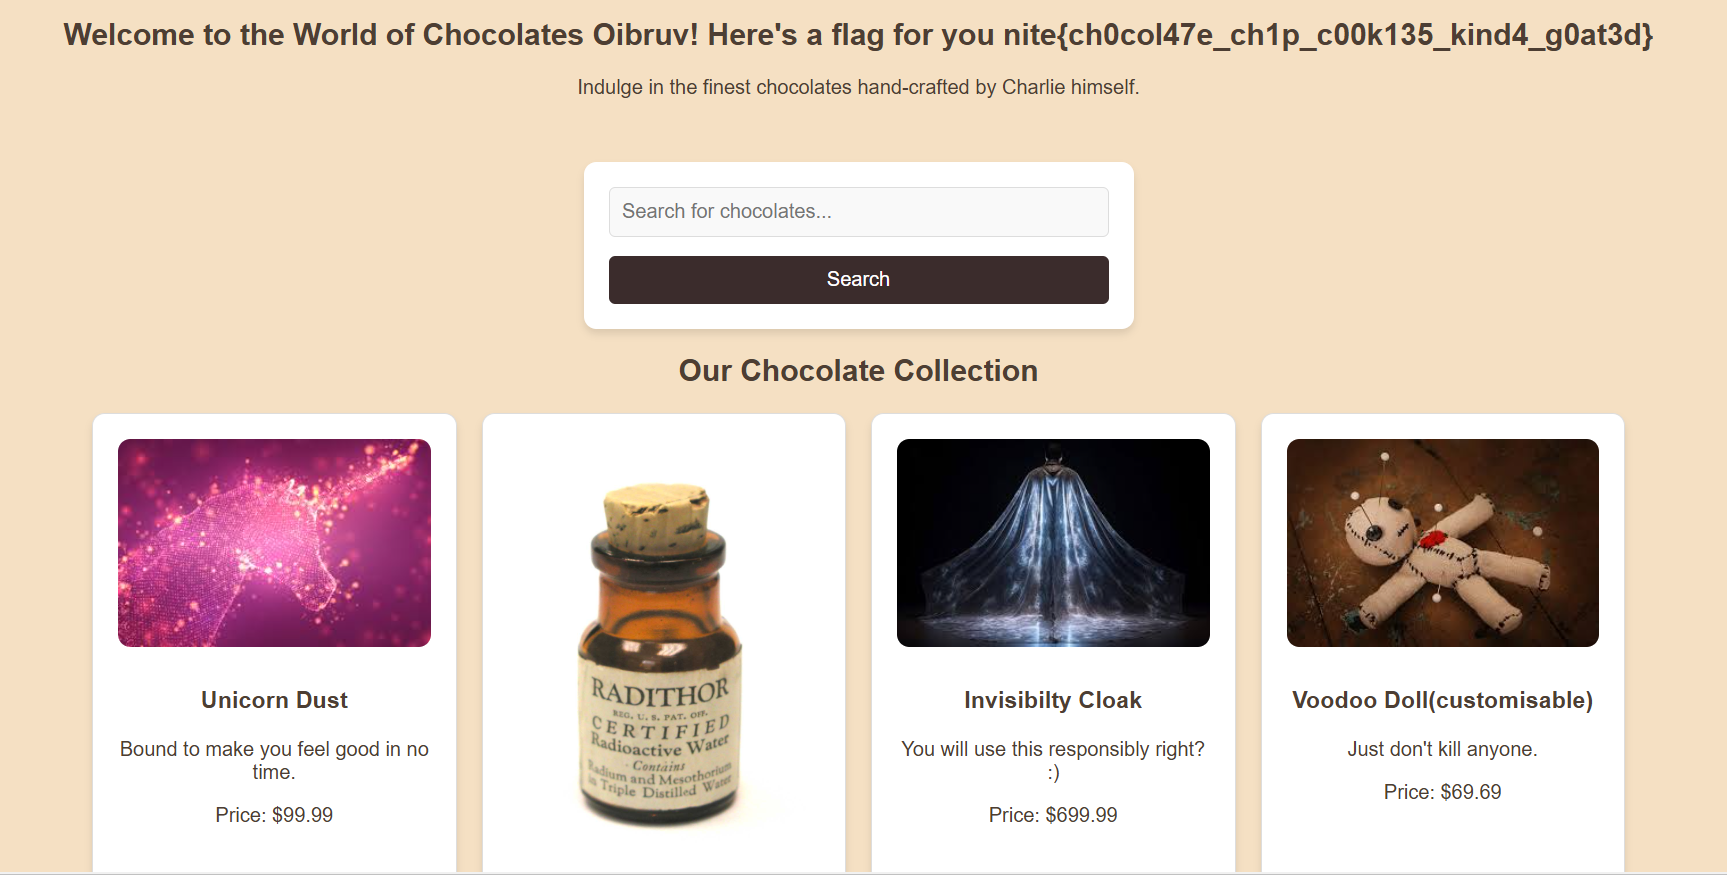 Welcome to the World of Chocolates Oibruv! Here's a flag for you nite{ch0col47e_ch1p_c00k135_kind4_g0at3d}
Indulge in the finest chocolates hand-crafted by Charlie himself.
Search for chocolates...
Search
Our Chocolate Collection
Unicorn Dust
Bound to make you feel good in no
time.
Price: $99.99
RADITHOR
REG. U. S. PAT. OFF.
CERTIFIED
Radioactive Water
Contains
Radium and Mesothorium
in Triple Distilled Water
Invisibilty Cloak
You will use this responsibly right?
:)
Price: $699.99
Voodoo Doll(customisable)
Just don't kill anyone.
Price: $69.69